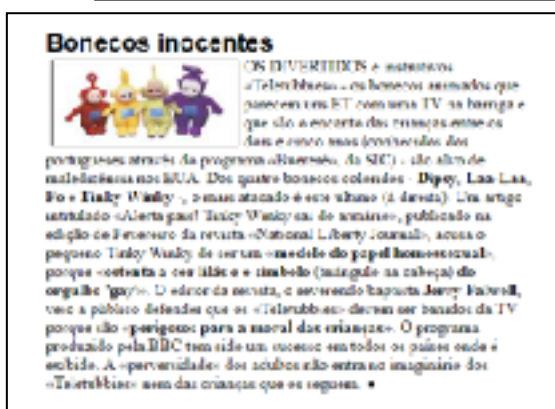 Bonecos inocentes
OS DIVERTIDOS e instrutivos
«Teletubbies» - os bonecos animados que
parecem uns ET com uma TV na barriga e
que são o encanto das crianças entre os
dois e cinco anos (conhecidos dos
portugueses através do programa da SIC) - são alvo de
maledicência nos EUA. Dos quatro bonecos coloridos - Dipsy, Laa-Laa,
Po e Tinky Winky -, o mais atacado é este último (à direita). Um artigo
intitulado «Alerta pais! Tinky Winky sai do armário», publicado na
edição de Fevereiro da revista «National Liberty Journal», acusa o
pequeno Tinky Winky de ser um «modelo do papel homossexual»,
porque «ostenta a cor lilás e o símbolo (triângulo na cabeça) do
orgulho 'gay'». O editor da revista, o reverendo baptista Jerry Falwell,
veio a público defender que os «Teletubbies» devem ser banidos da TV
porque são «perigosos para a moral das crianças». O programa
produzido pela BBC tem sido um sucesso em todos os países onde é
exibido. A «perversidade» dos adultos não entra no imaginário dos
«Teletubbies» nem das crianças que os seguem. ■